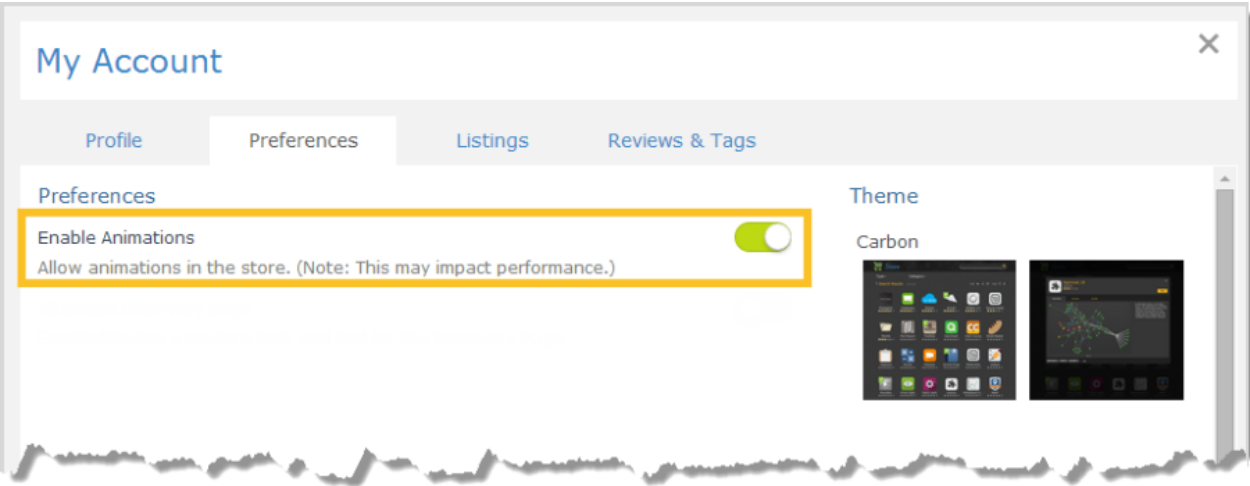 My Account
Profile
Preferences
Listings
Reviews & Tags
Preferences
Enable Animations
Allow animations in the store. (Note: This may impact performance.)
Theme
Carbon